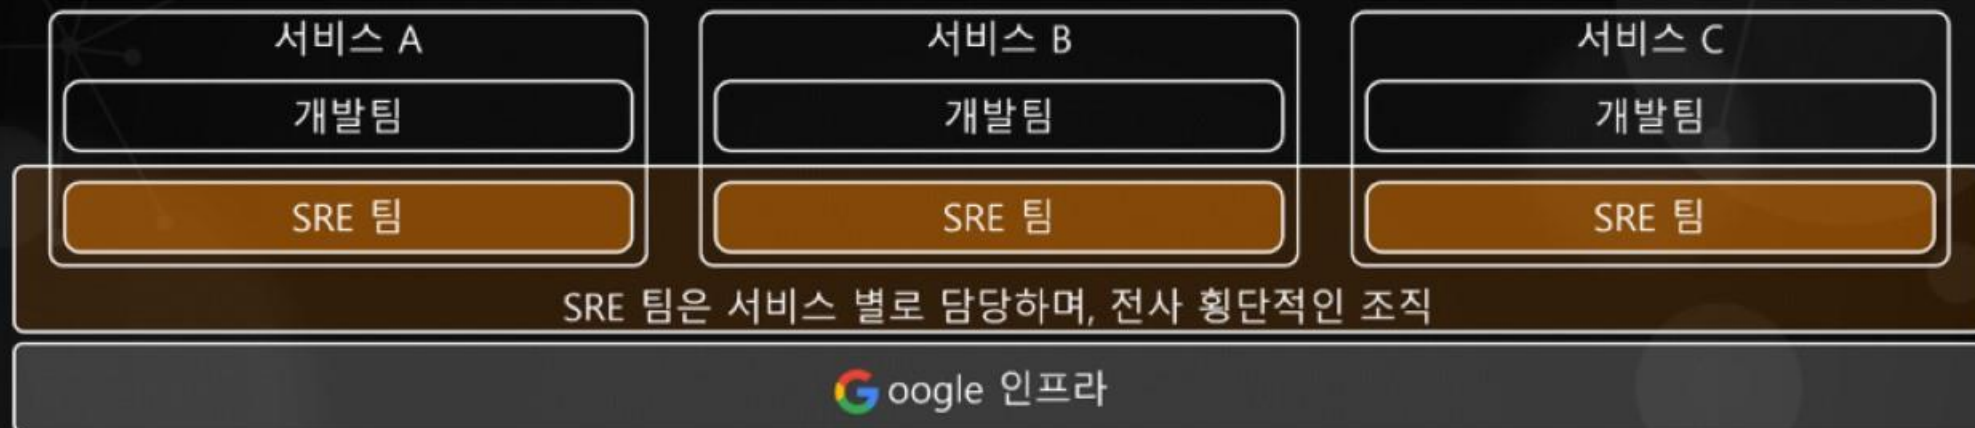 서비스 A 서비스 B 서비스 C
개발팀 개발팀 개발팀
SRE 팀 SRE 팀 SRE 팀
SRE 팀은 서비스 별로 담당하며, 전사 횡단적인 조직
Google 인프라